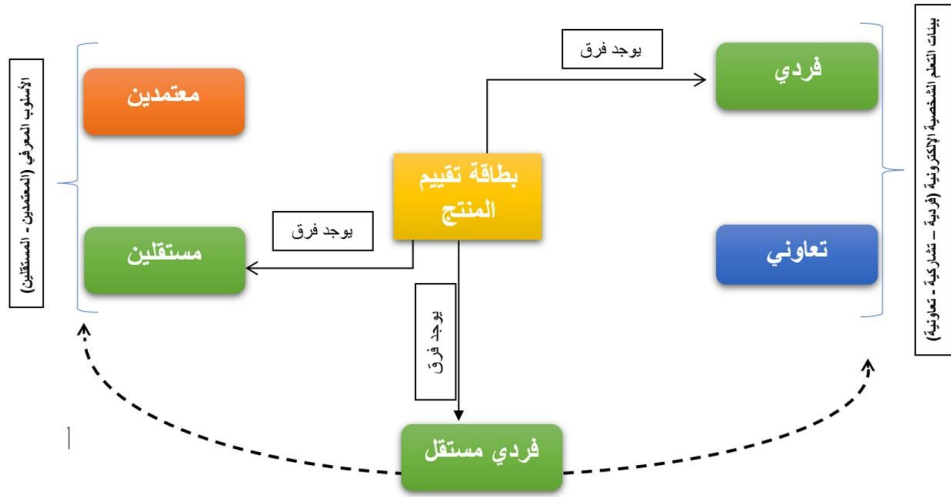 يوجد فرق
فردي
معتمدين
بطاقة تقييم
المنتج
يوجد فرق
مستقلين
تعاوني
يوجد فرق
فردي مستقل
بيئات التعلم الشخصية الإلكترونية (فردية – تشاركية - تعاونية)
الأسلوب المعرفي (المعتمدين - المستقلين)